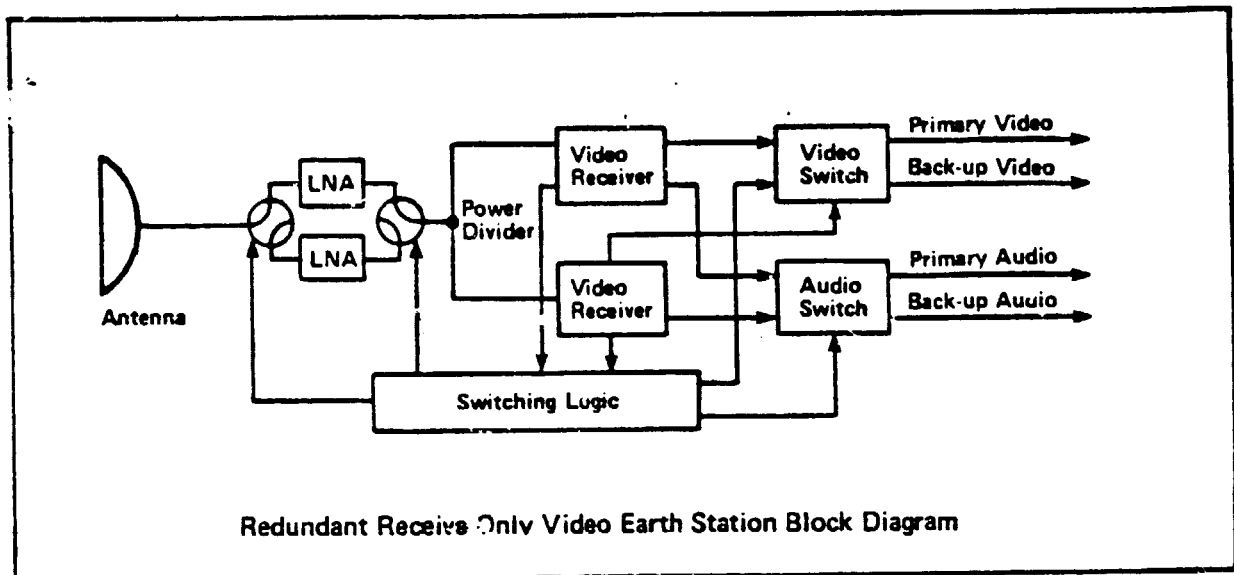 Primary Video
Video
Receiver
Video
Switch
Back-up Video
LNA
Power
Divider
LNA
Primary Audio
Video
Receiver
Audio
Switch
Back-up Audio
Antenna
Switching Logic
Redundant Receive Only Video Earth Station Block Diagram